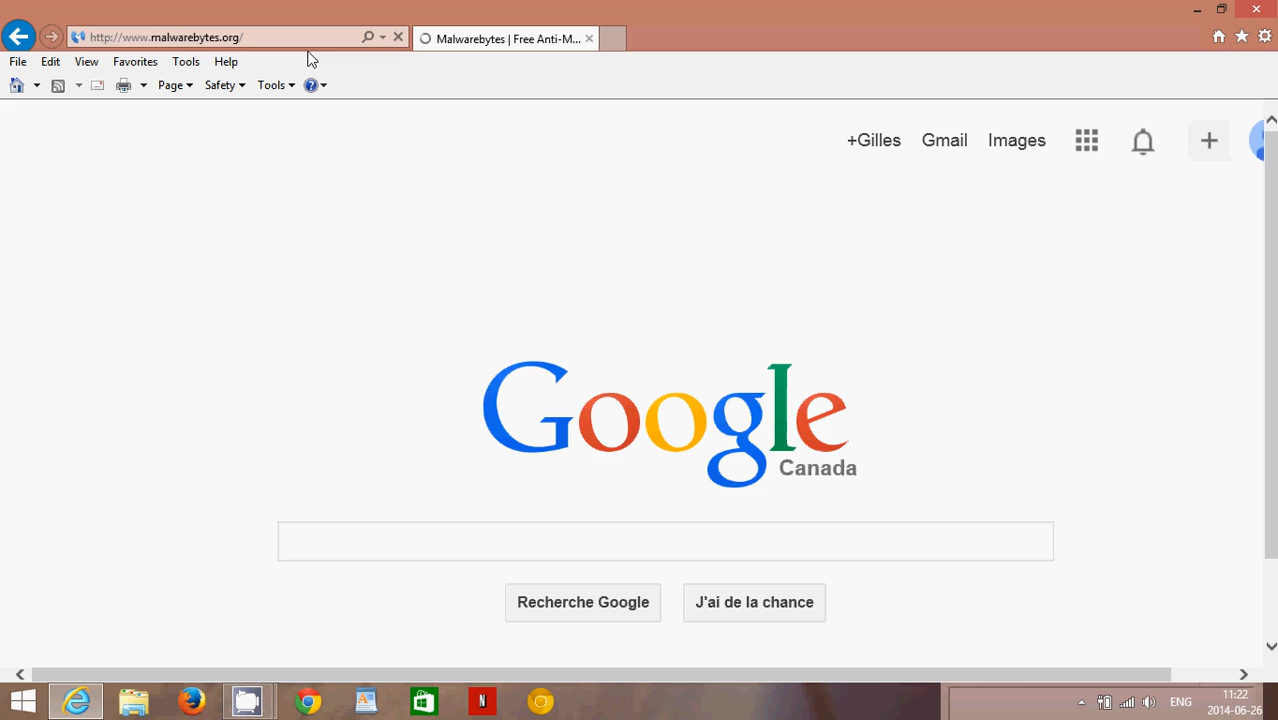 http://www.malwarebytes.org/
Malwarebytes | Free Anti-M...
File Edit View Favorites Tools Help
Page Safety Tools
+Gilles Gmail Images
Google
Canada
Recherche Google J'ai de la chance
N
ENG
11:22
2014-06-26